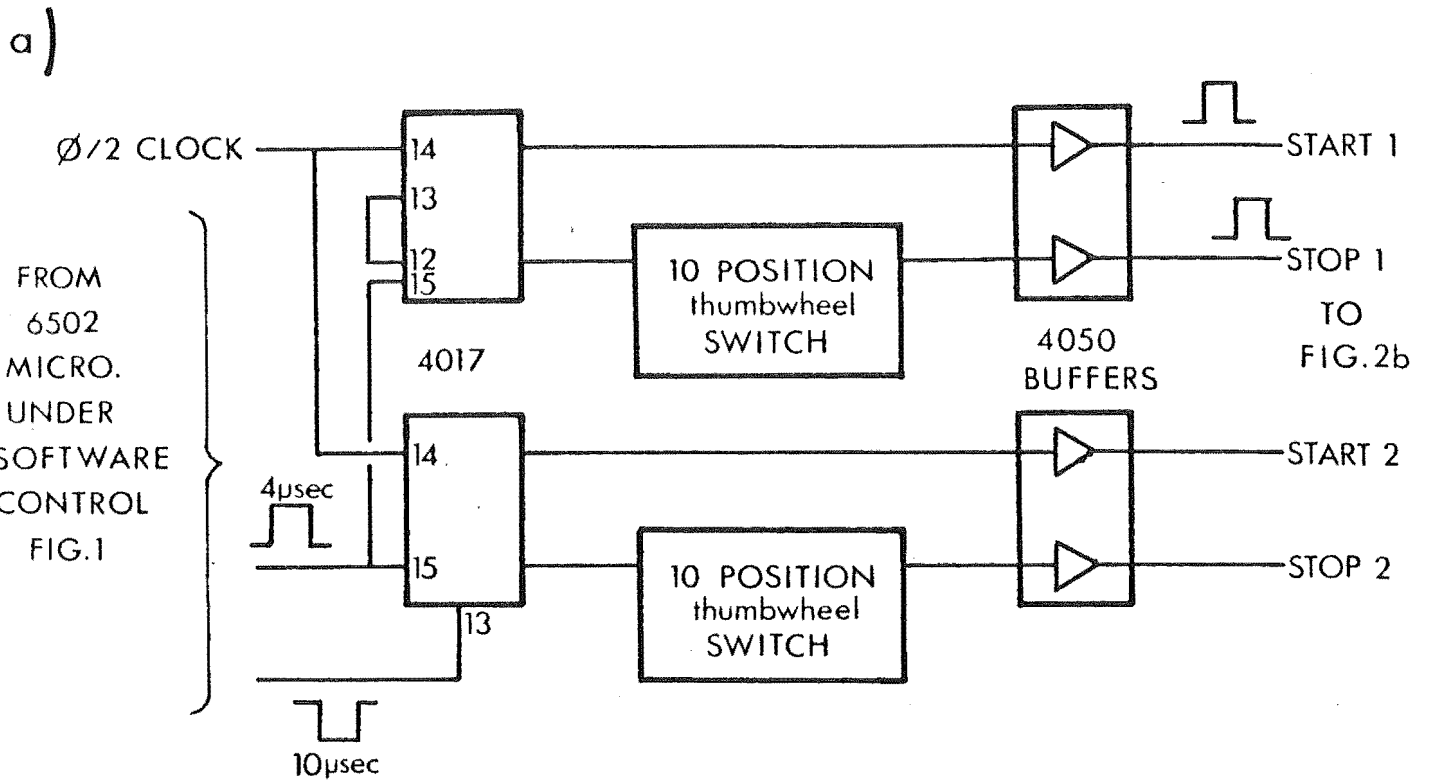 a)
Ø/2 CLOCK
FROM
6502
MICRO.
UNDER
SOFTWARE
CONTROL
FIG.1
4µsec
10µsec
14
13
12
15
4017
14
15
13
10 POSITION
thumbwheel
SWITCH
10 POSITION
thumbwheel
SWITCH
4050
BUFFERS
START 1
STOP 1
TO
FIG.2b
START 2
STOP 2